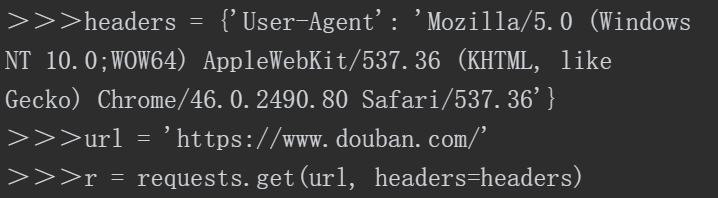 >>>headers = {'User-Agent': 'Mozilla/5.0 (Windows
NT 10.0;WOW64) AppleWebKit/537.36 (KHTML, like
Gecko) Chrome/46.0.2490.80 Safari/537.36'}
>>>url = 'https://www.douban.com/’
>>>r = requests.get(url, headers=headers)